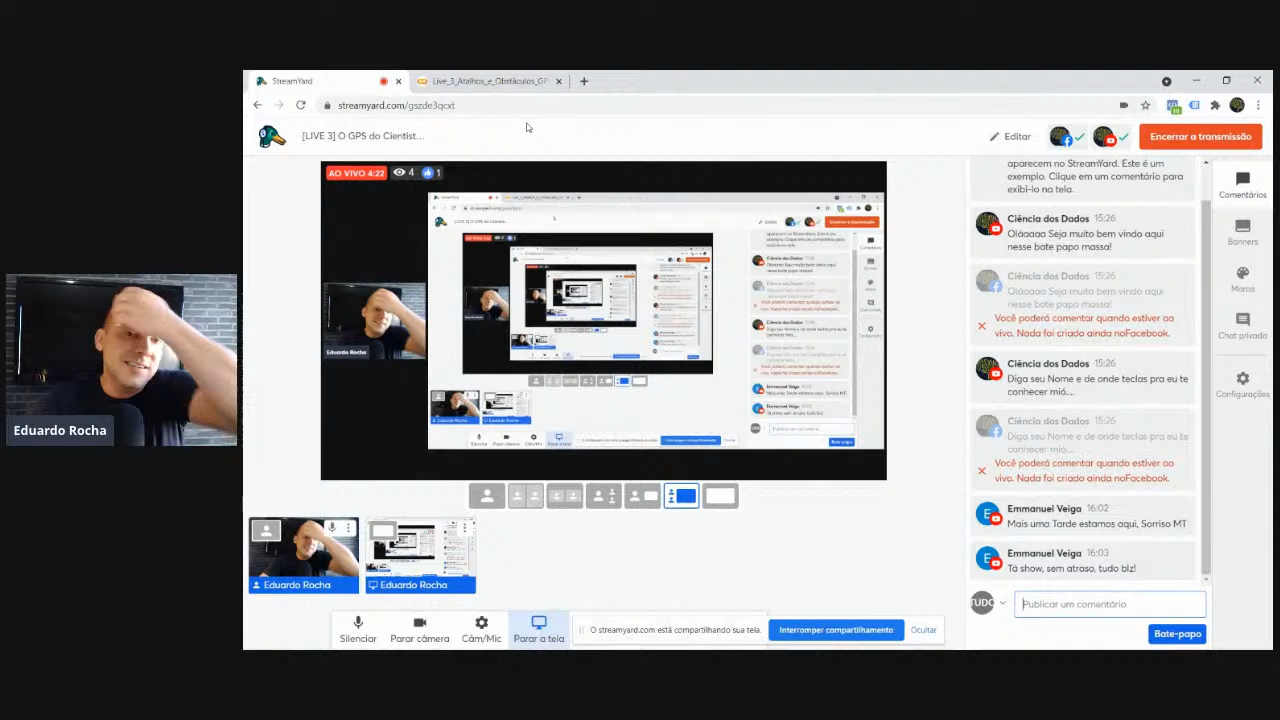 StreamYard
Live_3_Atalhos_e_Obstáculos_GP
streamyard.com/gszde3qcxt
[LIVE 3] O GPS do Cientist...
Editar
Encerrar a transmissão
AO VIVO 4:22
4
1
Eduardo Rocha
Eduardo Rocha
Eduardo Rocha
Eduardo Rocha
Silenciar
Parar câmera
Câm/Mic
Parar a tela
O streamyard.com está compartilhando sua tela.
Interromper compartilhamento
Ocultar
aparecem no StreamYard. Este é um
exemplo. Clique em um comentário para
exibi-lo na tela.
Ciência dos Dados 15:26
Oláaaaa Seja muito bem vindo aqui
nesse bate papo massa!
Ciência dos Dados 15:26
Oláaaaa Seja muito bem vindo aqui
nesse bate papo massa!
Você poderá comentar quando estiver ao
vivo. Nada foi criado ainda noFacebook.
Ciência dos Dados 15:26
Diga seu Nome e de onde teclas pra eu te
conhecer mió....
Ciência dos Dados 15:26
Diga seu Nome e de onde teclas pra eu te
conhecer mió....
Você poderá comentar quando estiver ao
vivo. Nada foi criado ainda noFacebook.
Emmanuel Veiga 16:02
Mais uma Tarde estamos aqui, Sorriso MT
Emmanuel Veiga 16:03
Tá show, sem atraso, tudo blz!
TUDO
Publicar um comentário
Bate-papo
Comentários
Banners
Marca
Chat privado
Configurações